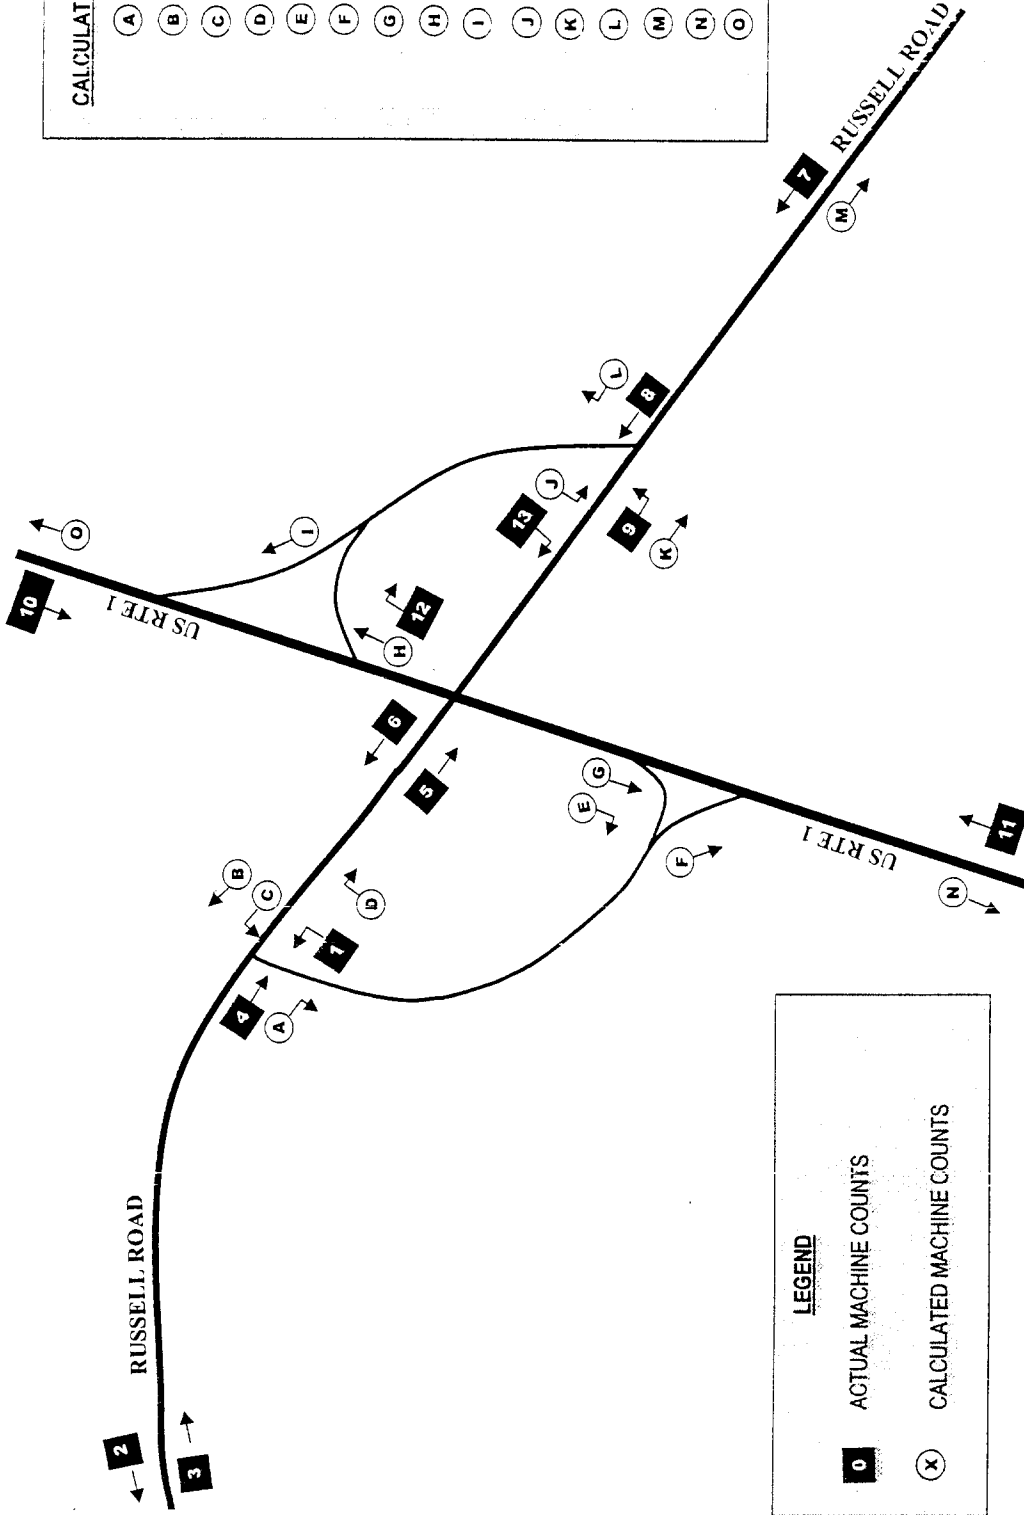 CALCULAT
A
B
C
D
E
F
G
H
I
J
K
L
M
N
O
RUSSELL ROAD
7
M
L
8
J
13
9
K
O
I
10
US RTE 1
12
H
6
5
G
E
F
B
C
D
1
4
A
US RTE 1
11
N
RUSSELL ROAD
2
3
LEGEND
0 ACTUAL MACHINE COUNTS
X CALCULATED MACHINE COUNTS